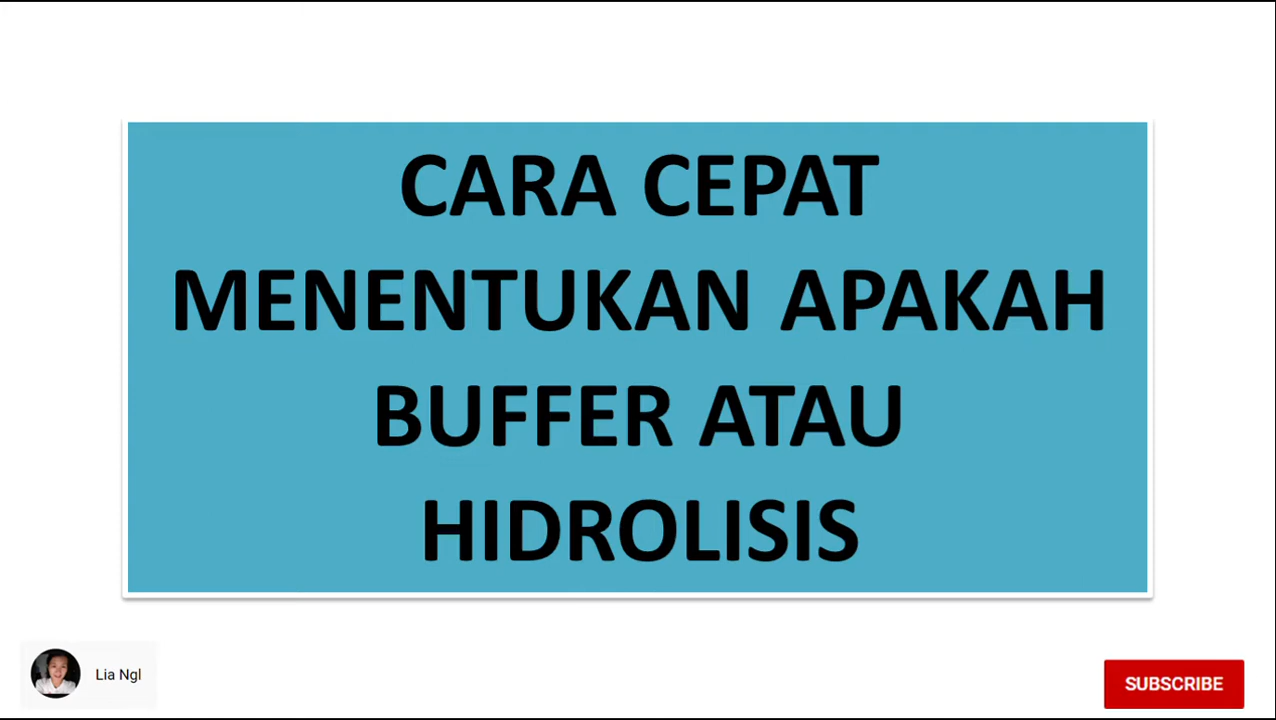 CARA CEPAT
MENENTUKAN APAKAH
BUFFER ATAU
HIDROLISIS
Lia Ngl
SUBSCRIBE